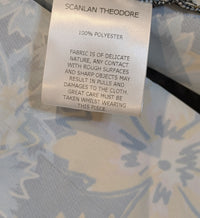 SCANLAN THEODORE
100% POLYESTER
FABRIC IS OF DELICATE
NATURE, ANY CONTACT
WITH ROUGH SURFACES
AND SHARP OBJECTS MAY
RESULT IN PULLS AND
DAMAGES TO THE CLOTH.
GREAT CARE MUST BE
TAKEN WHILST WEARING
THIS PIECE.